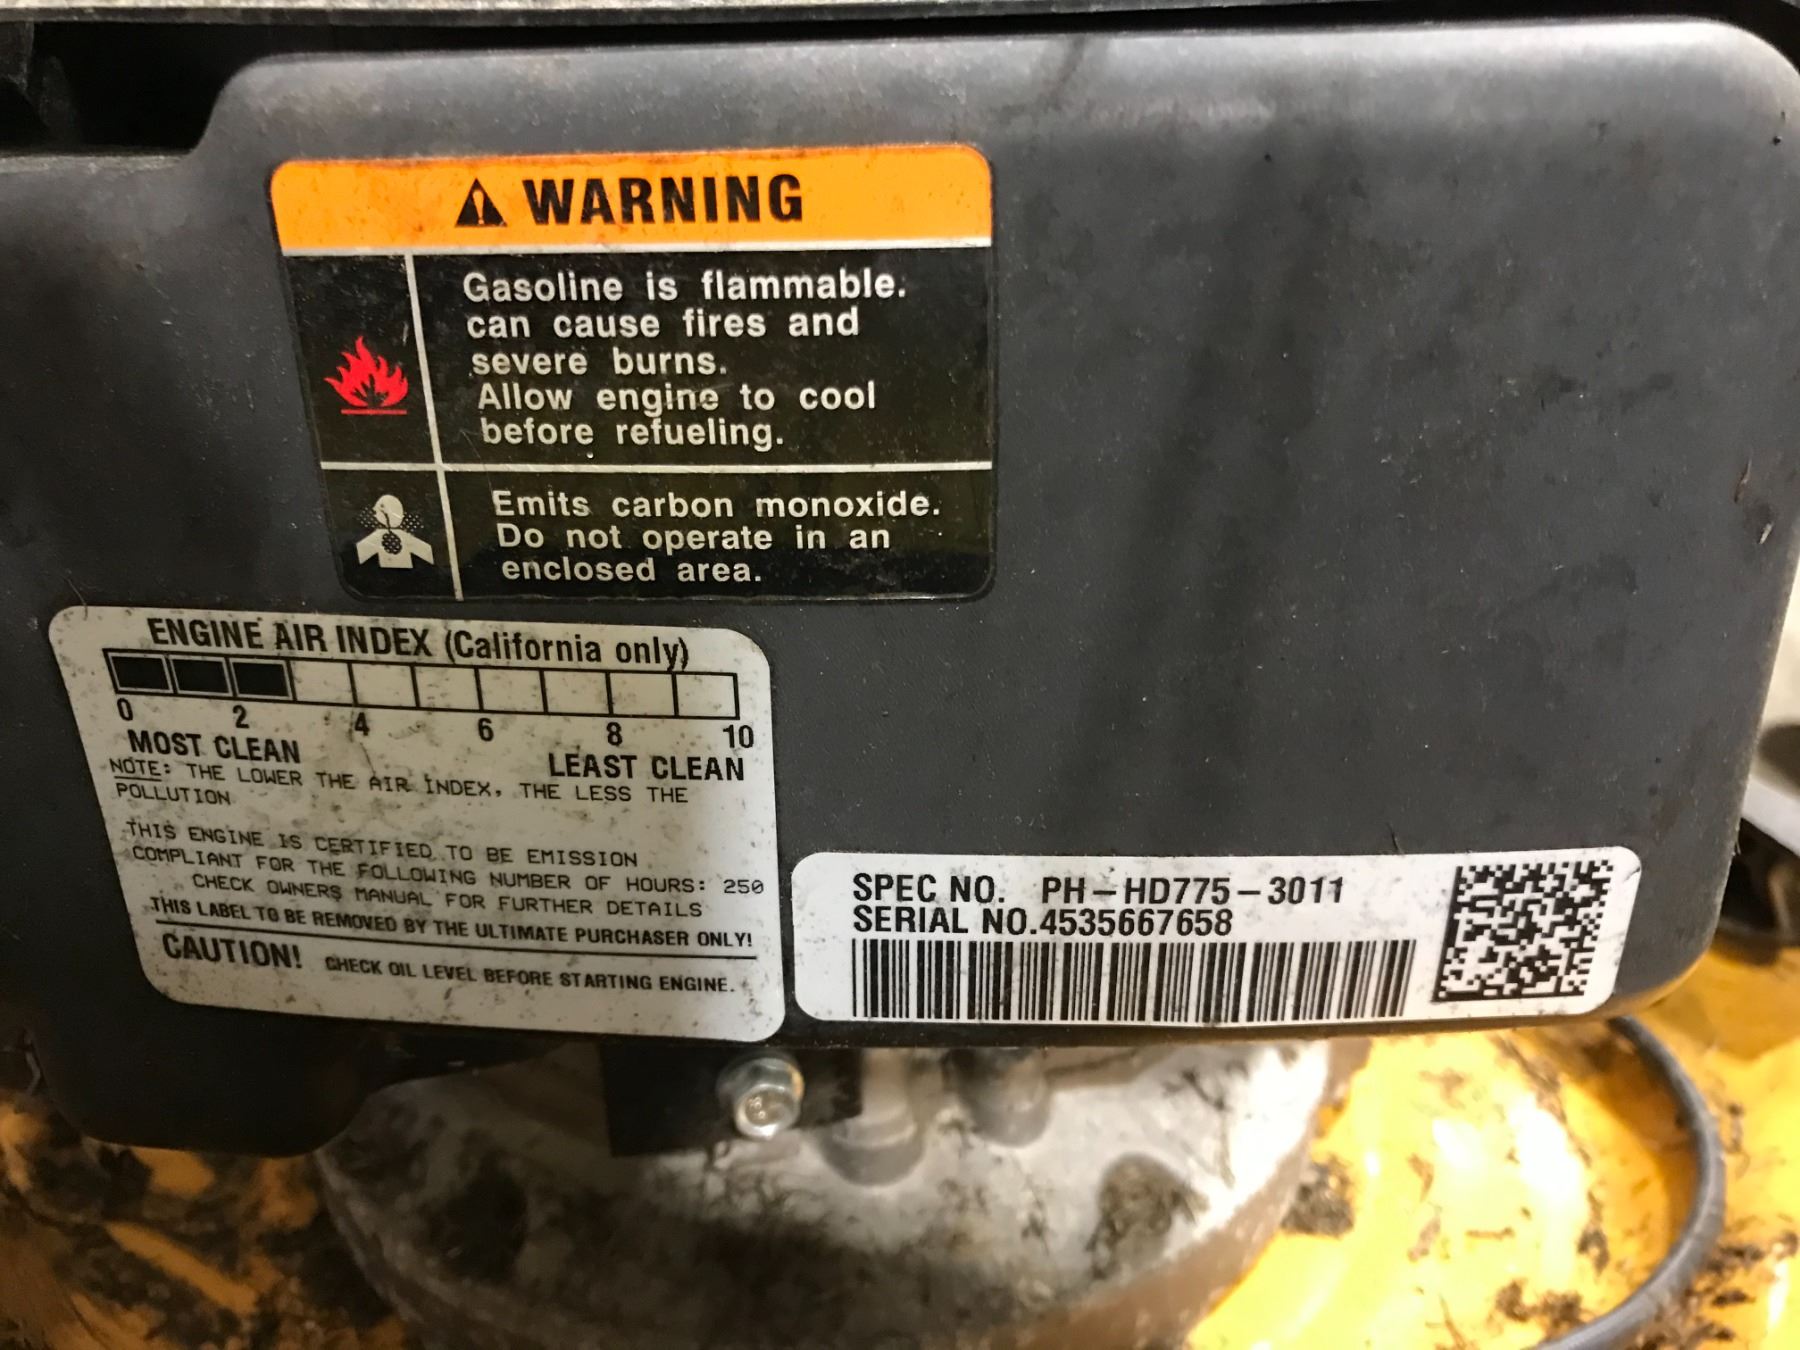 WARNING
Gasoline is flammable.
can cause fires and
severe burns.
Allow engine to cool
before refueling.
Emits carbon monoxide.
Do not operate in an
enclosed area.
ENGINE AIR INDEX (California only)
0 2 4 6 8 10
MOST CLEAN LEAST CLEAN
NOTE: THE LOWER THE AIR INDEX, THE LESS THE
POLLUTION
THIS ENGINE IS CERTIFIED TO BE EMISSION
COMPLIANT FOR THE FOLLOWING NUMBER OF HOURS: 250
CHECK OWNERS MANUAL FOR FURTHER DETAILS
THIS LABEL TO BE REMOVED BY THE ULTIMATE PURCHASER ONLY!
CAUTION! CHECK OIL LEVEL BEFORE STARTING ENGINE.
SPEC NO. PH-HD775-3011
SERIAL NO.4535667658